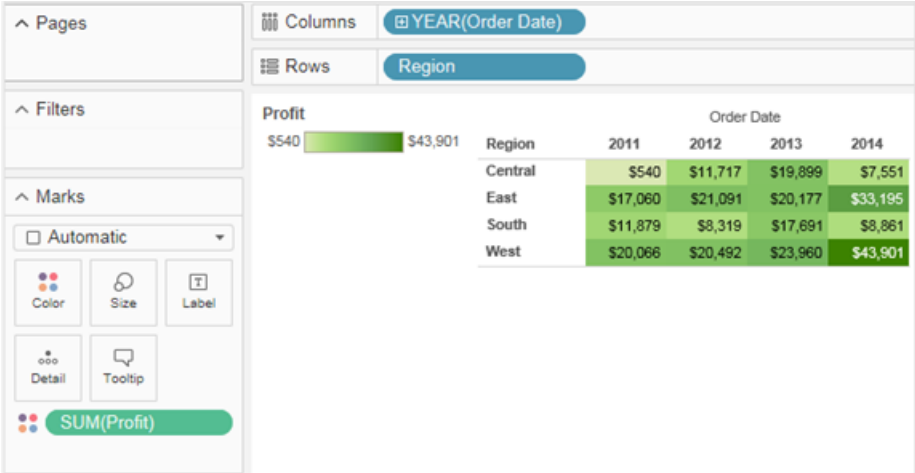 Pages
Columns
YEAR(Order Date)
Rows
Region
Filters
Marks
Automatic
Color
Size
T
Label
Detail
Tooltip
SUM(Profit)
Profit
$540 $43,901
Order Date
Region 2011 2012 2013 2014
Central $540 $11,717 $19,899 $7,551
East $17,060 $21,091 $20,177 $33,195
South $11,879 $8,319 $17,691 $8,861
West $20,066 $20,492 $23,960 $43,901